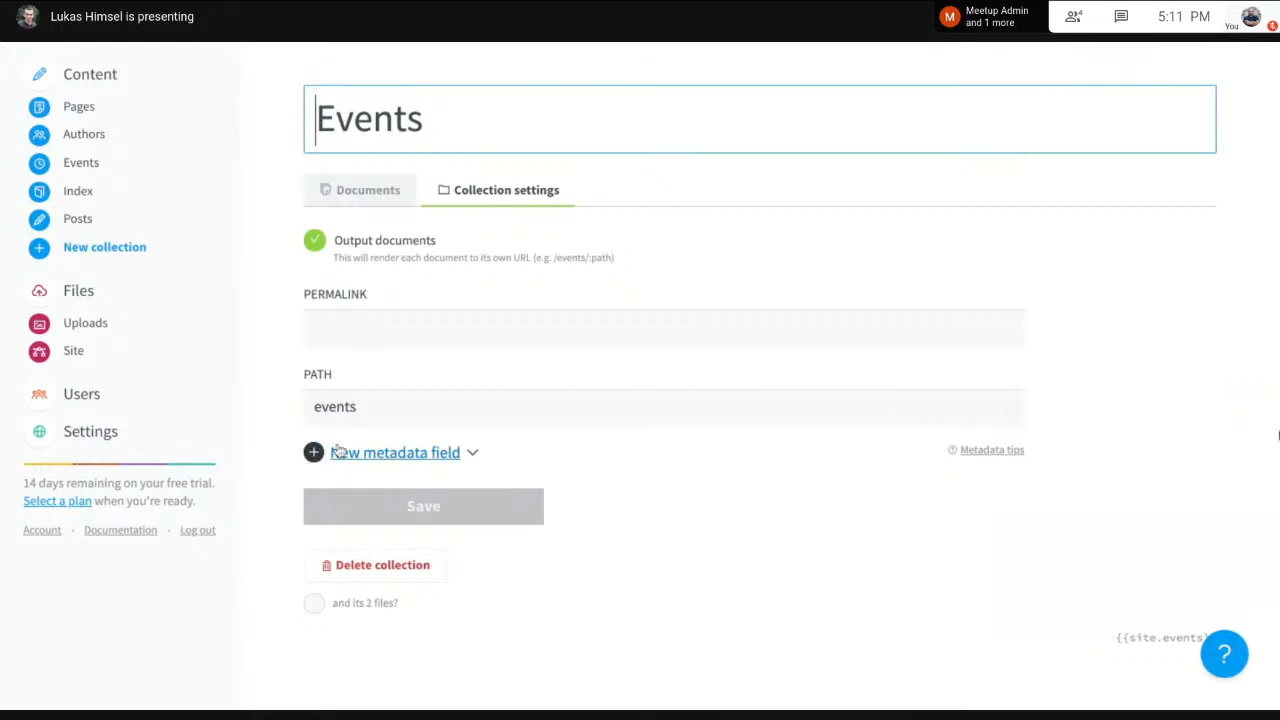 Lukas Himsel is presenting
M
Meetup Admin
and 1 more
4
5:11 PM
You
Content
Pages
Authors
Events
Index
Posts
New collection
Files
Uploads
Site
Users
Settings
14 days remaining on your free trial.
Select a plan when you're ready.
Account • Documentation • Log out
Events
Documents
Collection settings
Output documents
This will render each document to its own URL (e.g. /events/:path)
PERMALINK
PATH
events
+ New metadata field
? Metadata tips
Save
Delete collection
and its 2 files?
{{site.events}
?